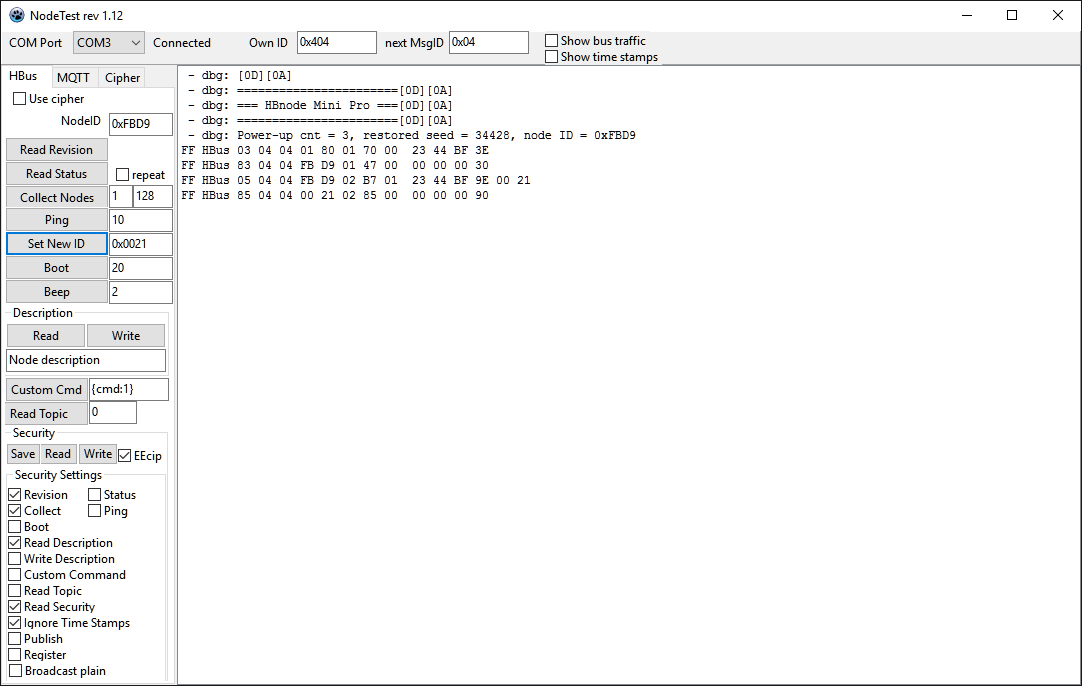 NodeTest rev 1.12
COM Port COM3 Connected Own ID 0x404 next MsgID 0x04 Show bus traffic
Show time stamps
HBus MQTT Cipher
Use cipher
NodeID 0xFBD9
Read Revision
Read Status repeat
Collect Nodes 1 128
Ping 10
Set New ID 0x0021
Boot 20
Beep 2
Description
Read Write
Node description
Custom Cmd {cmd:1}
Read Topic 0
Security
Save Read Write EEcip
Security Settings
Revision Status
Collect Ping
Boot
Read Description
Write Description
Custom Command
Read Topic
Read Security
Ignore Time Stamps
Publish
Register
Broadcast plain
- dbg: [0D][0A]
- dbg: =======================[0D][0A]
- dbg: === HBnode Mini Pro ===[0D][0A]
- dbg: =======================[0D][0A]
- dbg: Power-up cnt = 3, restored seed = 34428, node ID = 0xFBD9
FF HBus 03 04 04 01 80 01 70 00  23 44 BF 3E
FF HBus 83 04 04 FB D9 01 47 00  00 00 00 30
FF HBus 05 04 04 FB D9 02 B7 01  23 44 BF 9E 00 21
FF HBus 85 04 04 00 21 02 85 00  00 00 00 90